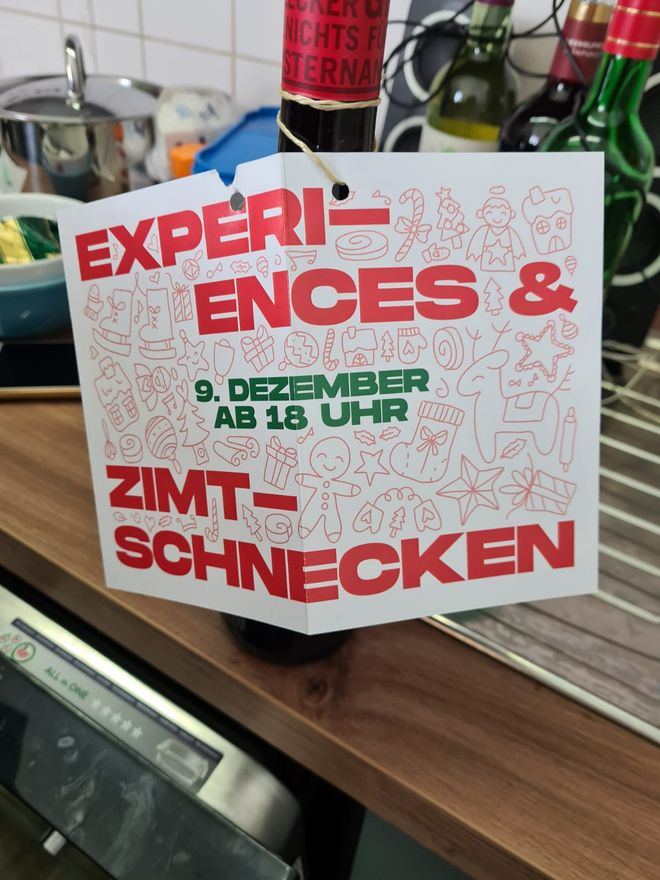 NICHTS
EXPERI–
ENCES &
9. DEZEMBER
AB 18 UHR
ZIMT–
SCHNECKEN
ALL in ONE